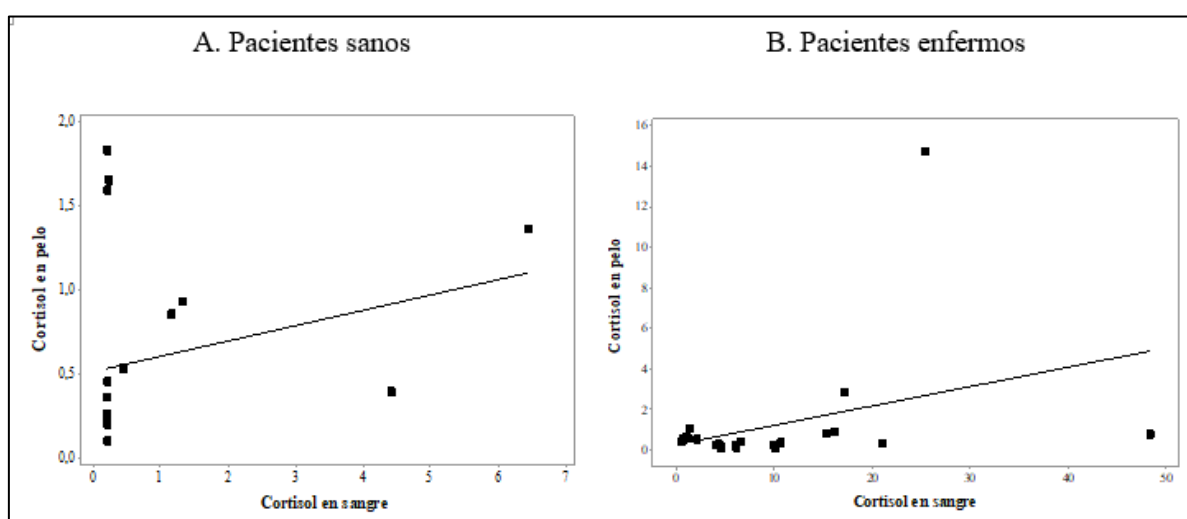 A. Pacientes sanos
B. Pacientes enfermos
2,0
1,5
1,0
0,5
0,0
Cortisol en pelo
0 1 2 3 4 5 6 7
Cortisol en sangre
16
14
12
10
8
6
4
2
0
Cortisol en pelo
0 10 20 30 40 50
Cortisol en sangre